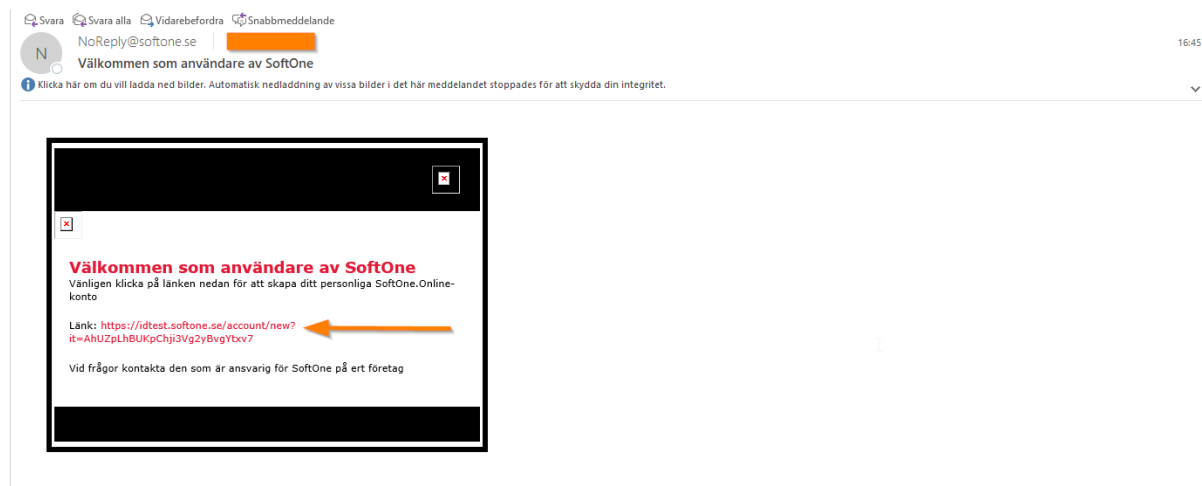 Svara Svara alla Vidarebefordra Snabbmeddelande
N
NoReply@softone.se
16:45
Välkommen som användare av SoftOne
Klicka här om du vill ladda ned bilder. Automatisk nedladdning av vissa bilder i det här meddelandet stoppades för att skydda din integritet.
Välkommen som användare av SoftOne
Vänligen klicka på länken nedan för att skapa ditt personliga SoftOne.Online-
konto
Länk: https://idtest.softone.se/account/new?
it=AhUZpLhBUKpChji3Vg2yBvgYtxv7
Vid frågor kontakta den som är ansvarig för SoftOne på ert företag